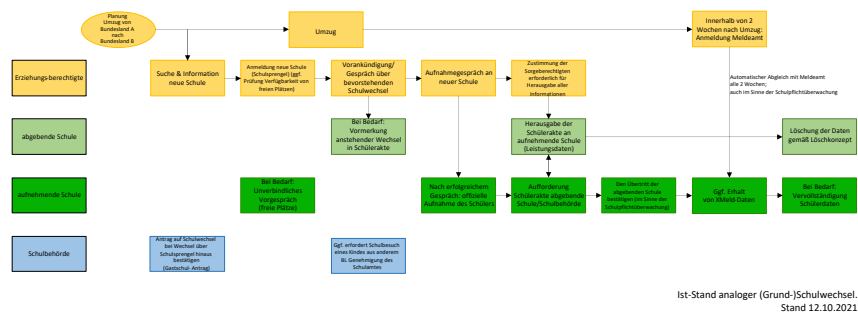 Planung
Umzug von
Bundesland A
nach
Bundesland B
Umzug
Innerhalb von 2
Wochen nach Umzug:
Anmeldung Meldeamt
Erziehungs-berechtigte
Suche & Information
neue Schule
Anmeldung neue Schule
(Schulsprengel) (ggf.
Prüfung Verfügbarkeit von
freien Plätzen)
Vorankündigung/
Gespräch über
bevorstehenden
Schulwechsel
Aufnahmegespräch an
neuer Schule
Zustimmung der
Sorgeberechtigten
erforderlich für
Herausgabe aller
Informationen
Automatischer Abgleich mit Meldeamt
alle 2 Wochen;
auch im Sinne der Schulpflichtüberwachung
abgebende Schule
Bei Bedarf:
Vormerkung
anstehender Wechsel
in Schülerakte
Herausgabe der
Schülerakte an
aufnehmende Schule
(Leistungsdaten)
Löschung der Daten
gemäß Löschkonzept
aufnehmende Schule
Bei Bedarf:
Unverbindliches
Vorgespräch
(freie Plätze)
Nach erfolgreichem
Gespräch: offizielle
Aufnahme des Schülers
Aufforderung
Schülerakte abgebende
Schule/Schulbehörde
Den Übertritt der
abgebenden Schule
bestätigen (im Sinne der
Schulpflichtüberwachung)
Ggf. Erhalt
von XMeld-Daten
Bei Bedarf:
Vervollständigung
Schülerdaten
Schulbehörde
Antrag auf Schulwechsel
bei Wechsel über
Schulsprengel hinaus
bestätigen
(Gastschul- Antrag)
Ggf. erfordert Schulbesuch
eines Kindes aus anderem
BL Genehmigung des
Schulamtes
Ist-Stand analoger (Grund-)Schulwechsel.
Stand 12.10.2021